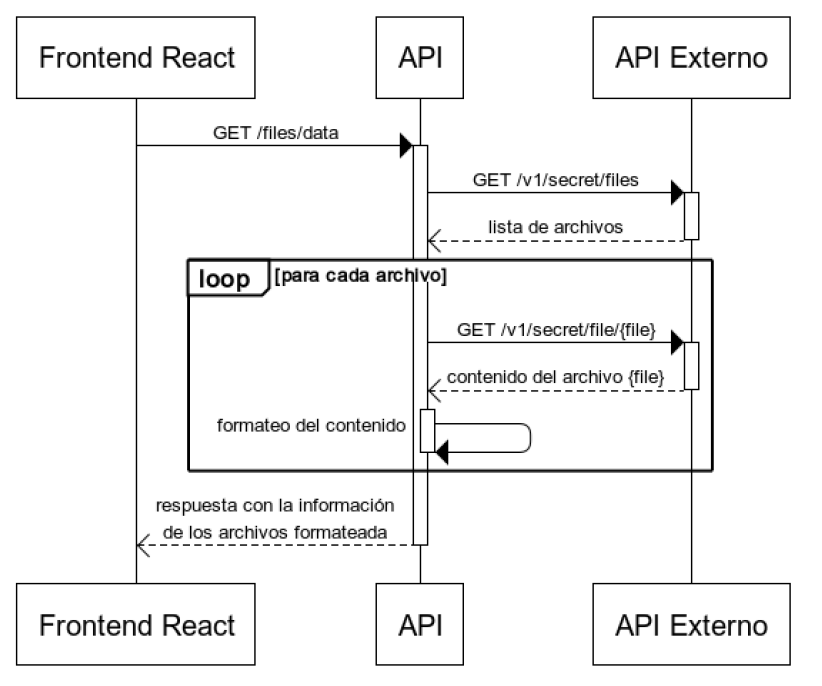 Frontend React
API
API Externo
GET /files/data
GET /v1/secret/files
lista de archivos
loop
[para cada archivo]
GET /v1/secret/file/{file}
contenido del archivo {file}
formateo del contenido
respuesta con la información
de los archivos formateada
Frontend React
API
API Externo